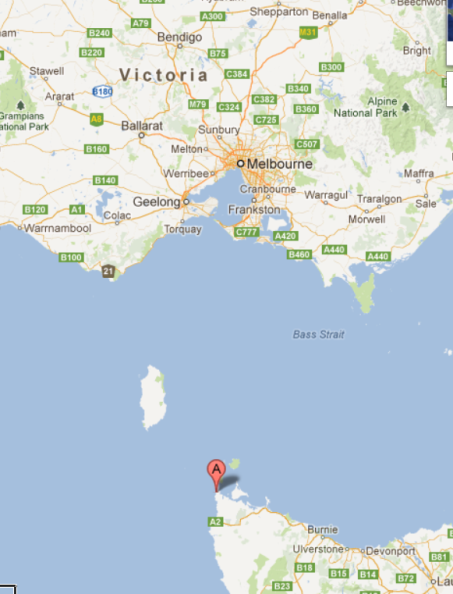 A300
Shepparton
Benalla
A79
B240
Bendigo
M31
B220
B75
Bright
Stawell
Victoria
C384
B300
B180
Ararat
B340
M79
C324
C382
B360
Alpine
National Park
Grampians
ational Park
A8
C725
Ballarat
Sunbury
C507
B160
Melton
Melbourne
Werribee
Maffra
B140
Cranbourne
Warragul
Traralgon
Sale
Geelong
Frankston
B120
A1
Colac
Morwell
Warrnambool
Torquay
C777
A420
A440
B460
A440
B100
21
Bass Strait
A
A2
Burnie
Ulverstone
Devonport
B81
B18
B15
B14
B72
B23